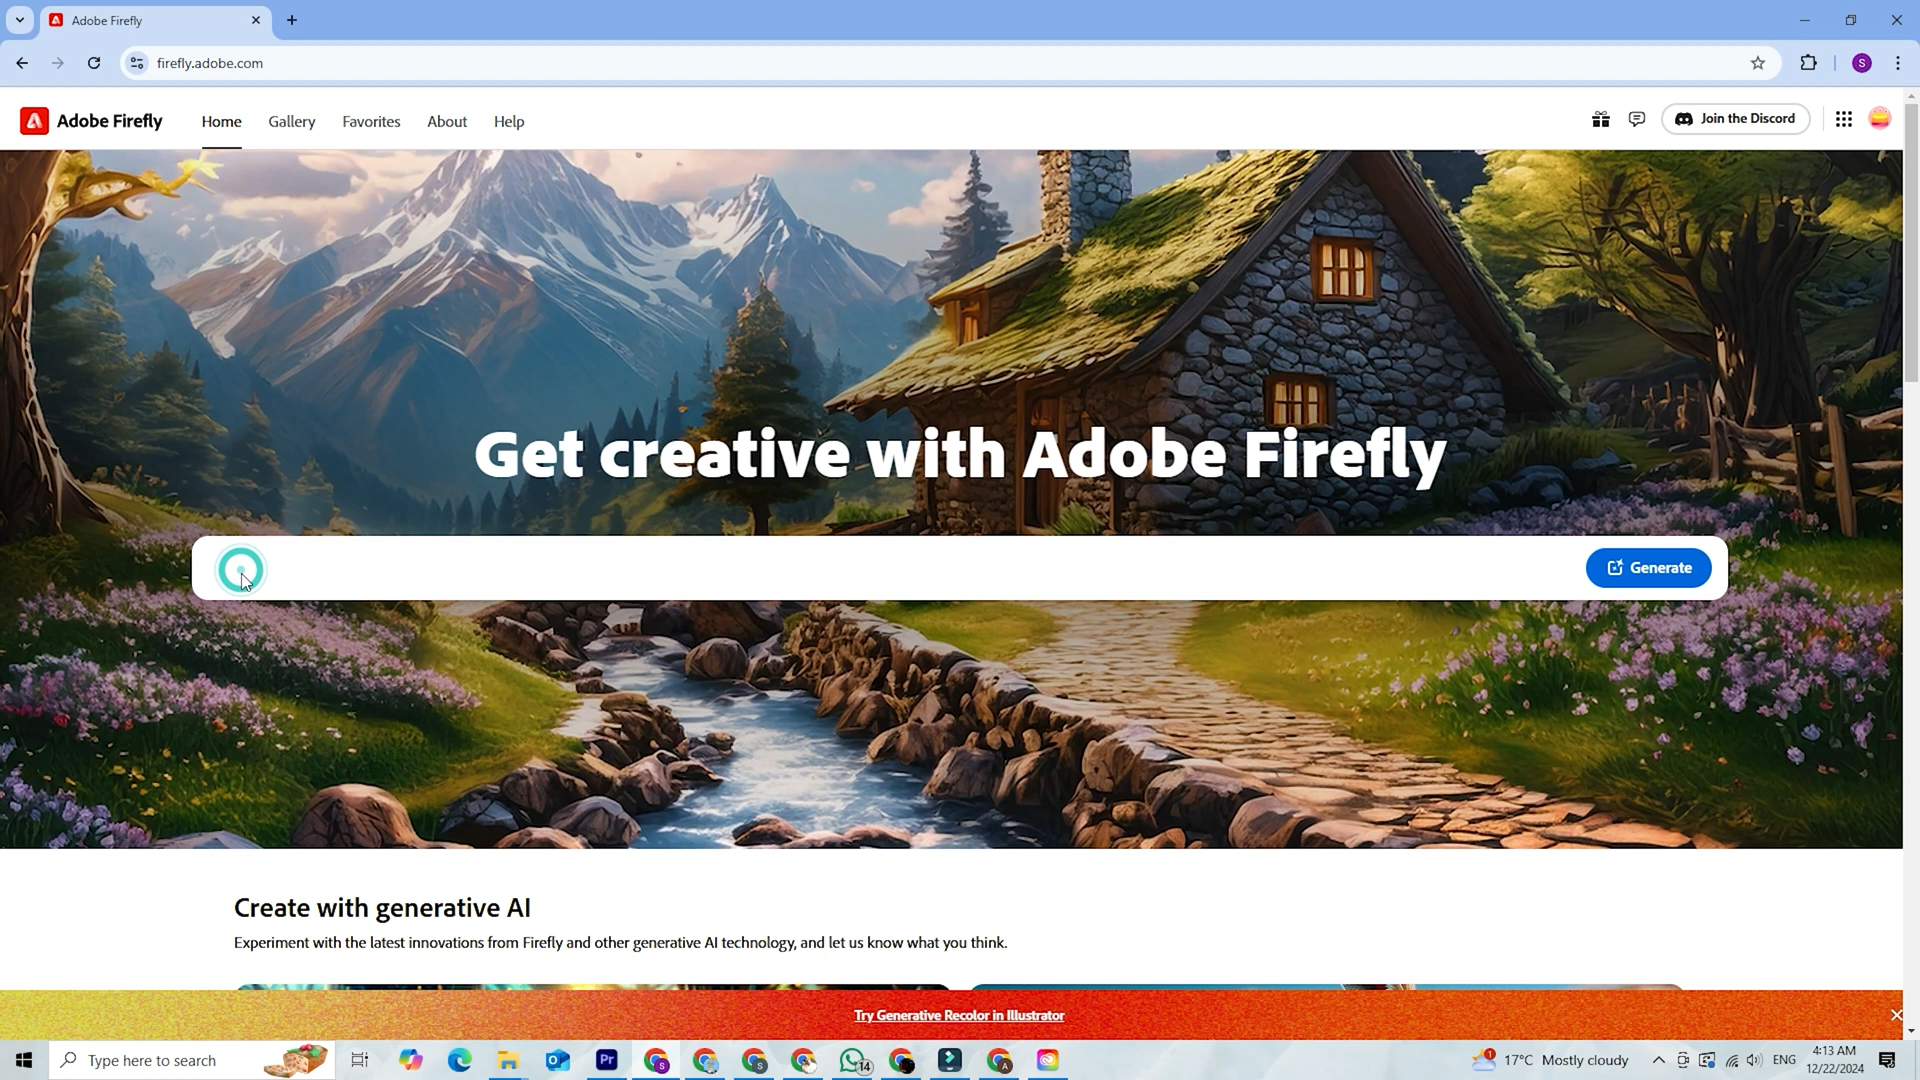 Adobe Firefly
firefly.adobe.com
S
Adobe Firefly
Home
Gallery
Favorites
About
Help
Join the Discord
Get creative with Adobe Firefly
Generate
Create with generative AI
Experiment with the latest innovations from Firefly and other generative AI technology, and let us know what you think.
Try Generative Recolor in Illustrator
Type here to search
Pr
S
S
14
A
1
17°C Mostly cloudy
ENG
4:13 AM
12/22/2024